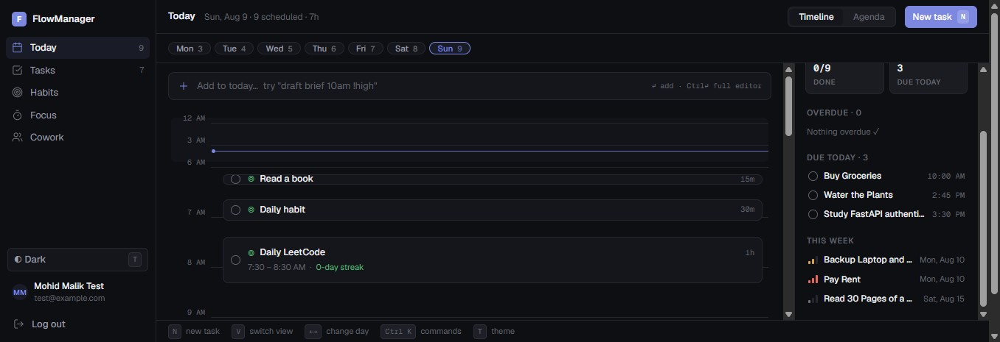 F FlowManager
Today 9
Tasks 7
Habits
Focus
Cowork
Dark T
MM Mohid Malik Test
test@example.com
Log out
Today Sun, Aug 9 · 9 scheduled · 7h
Timeline Agenda
New task N
Mon 3 Tue 4 Wed 5 Thu 6 Fri 7 Sat 8 Sun 9
+ Add to today... try "draft brief 10am !high" ↵ add · Ctrl↵ full editor
12 AM
3 AM
6 AM
Read a book 15m
7 AM Daily habit 30m
Daily LeetCode 1h
8 AM 7:30 – 8:30 AM · 0-day streak
9 AM
0/9 3
DONE DUE TODAY
OVERDUE · 0
Nothing overdue ✓
DUE TODAY · 3
Buy Groceries 10:00 AM
Water the Plants 2:45 PM
Study FastAPI authenti... 3:30 PM
THIS WEEK
Backup Laptop and ... Mon, Aug 10
Pay Rent Mon, Aug 10
Read 30 Pages of a ... Sat, Aug 15
N new task V switch view ↔ change day Ctrl K commands T theme